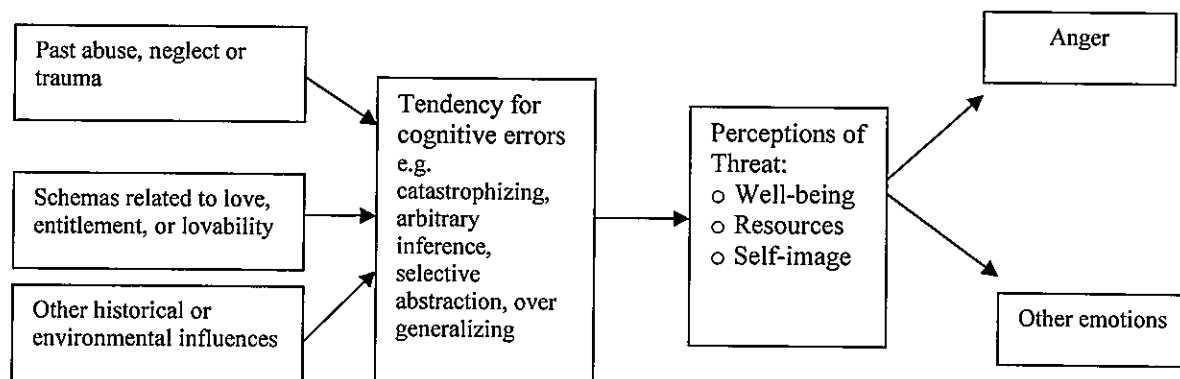 Past abuse, neglect or
trauma
Schemas related to love,
entitlement, or lovability
Other historical or
environmental influences
Tendency for
cognitive errors
e.g.
catastrophizing,
arbitrary
inference,
selective
abstraction, over
generalizing
Perceptions of
Threat:
○ Well-being
○ Resources
○ Self-image
Anger
Other emotions